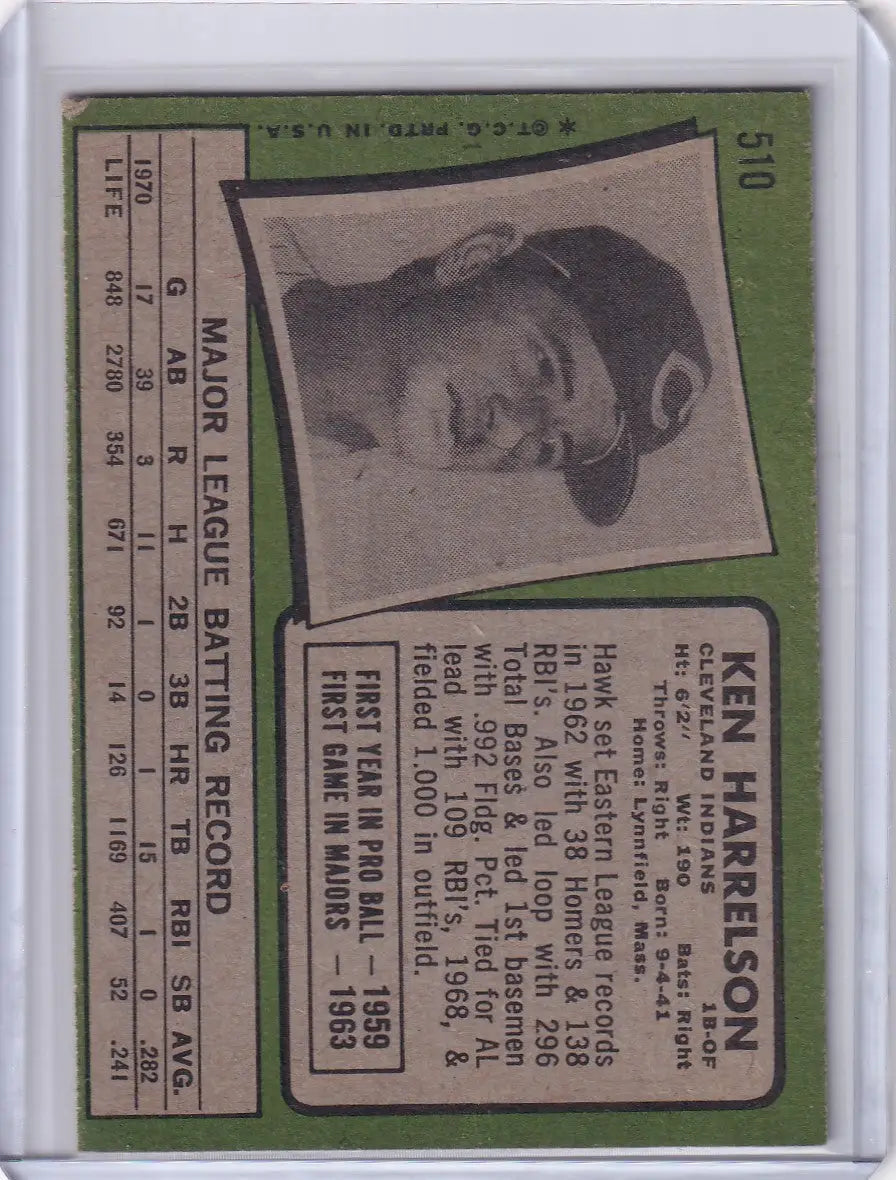 510
*©T.C.G. PRTD. IN U.S.A.
C
KEN HARRELSON
CLEVELAND INDIANS 1B-OF
Ht: 6'2" Wt: 190 Bats: Right
Throws: Right Born: 9-4-41
Home: Lynnfield, Mass.
Hawk set Eastern League records
in 1962 with 38 Homers & 138
RBI's. Also led loop with 296
Total Bases & led 1st basemen
with .992 Fldg. Pct. Tied for AL
lead with 109 RBI's, 1968, &
fielded 1.000 in outfield.
FIRST YEAR IN PRO BALL — 1959
FIRST GAME IN MAJORS — 1963
MAJOR LEAGUE BATTING RECORD
G AB R H 2B 3B HR TB RBI SB AVG.
1970 17 39 3 11 1 0 1 15 1 0 .282
LIFE 848 2780 354 671 92 14 126 1169 407 52 .241